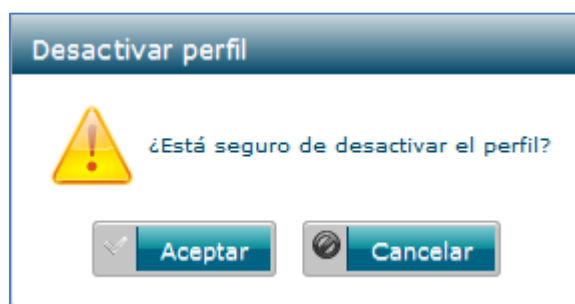 Desactivar perfil
¿Está seguro de desactivar el perfil?
Aceptar Cancelar